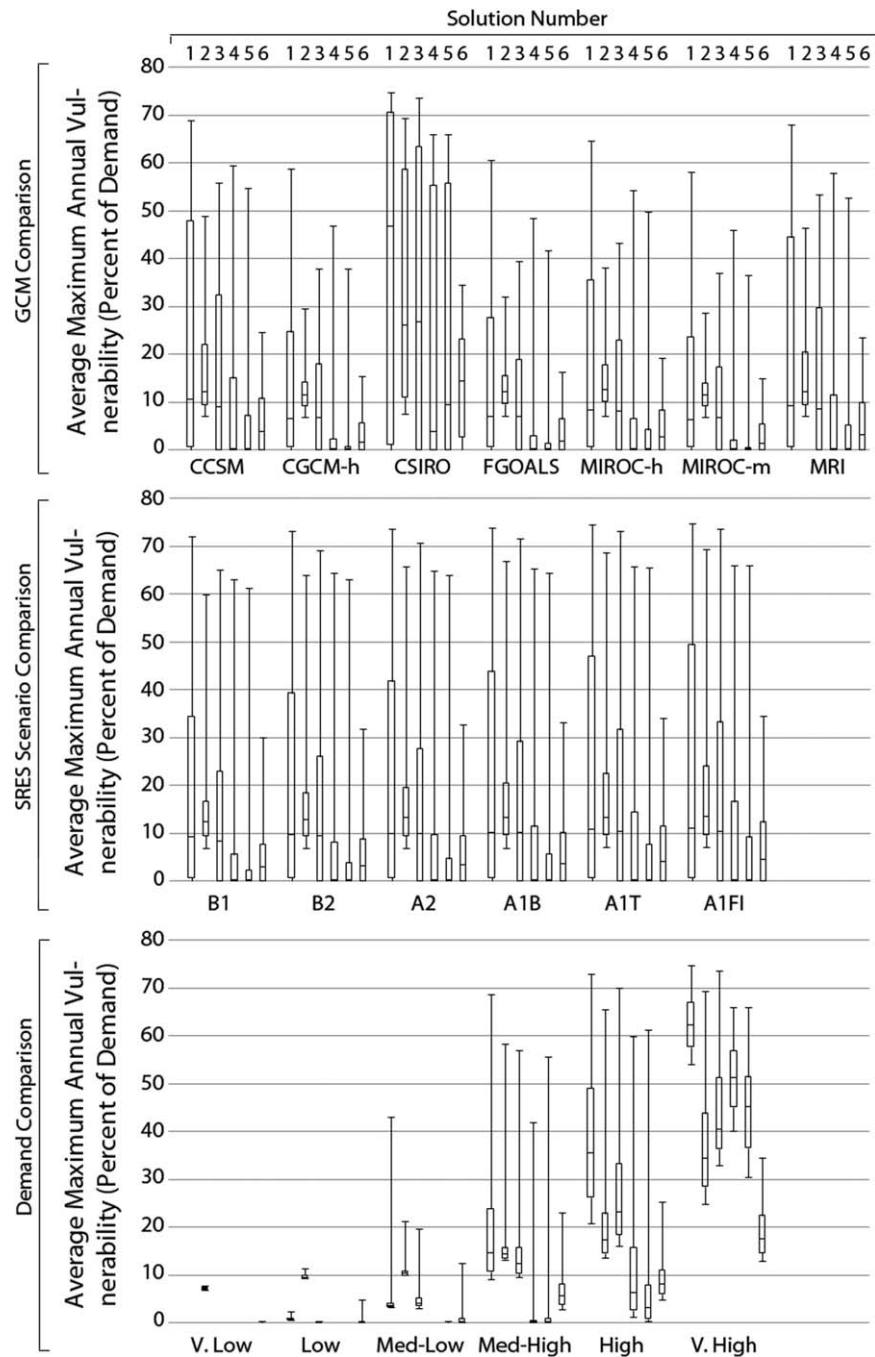 Solution Number
1 2 3 4 5 6 1 2 3 4 5 6 1 2 3 4 5 6 1 2 3 4 5 6 1 2 3 4 5 6 1 2 3 4 5 6 1 2 3 4 5 6
GCM Comparison
Average Maximum Annual Vul-
nerability (Percent of Demand)
80
70
60
50
40
30
20
10
0
CCSM CGCM-h CSIRO FGOALS MIROC-h MIROC-m MRI
SRES Scenario Comparison
Average Maximum Annual Vul-
nerability (Percent of Demand)
80
70
60
50
40
30
20
10
0
B1 B2 A2 A1B A1T A1FI
Demand Comparison
Average Maximum Annual Vul-
nerability (Percent of Demand)
80
70
60
50
40
30
20
10
0
V. Low Low Med-Low Med-High High V. High